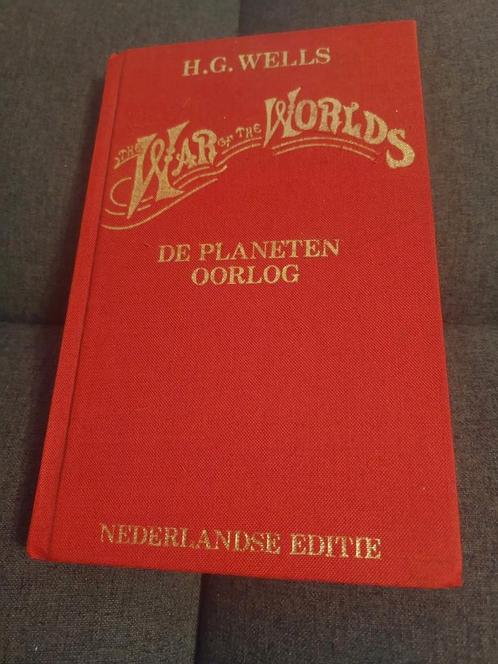 H.G. WELLS
THE WAR OF THE WORLDS
DE PLANETEN
OORLOG
NEDERLANDSE EDITIE